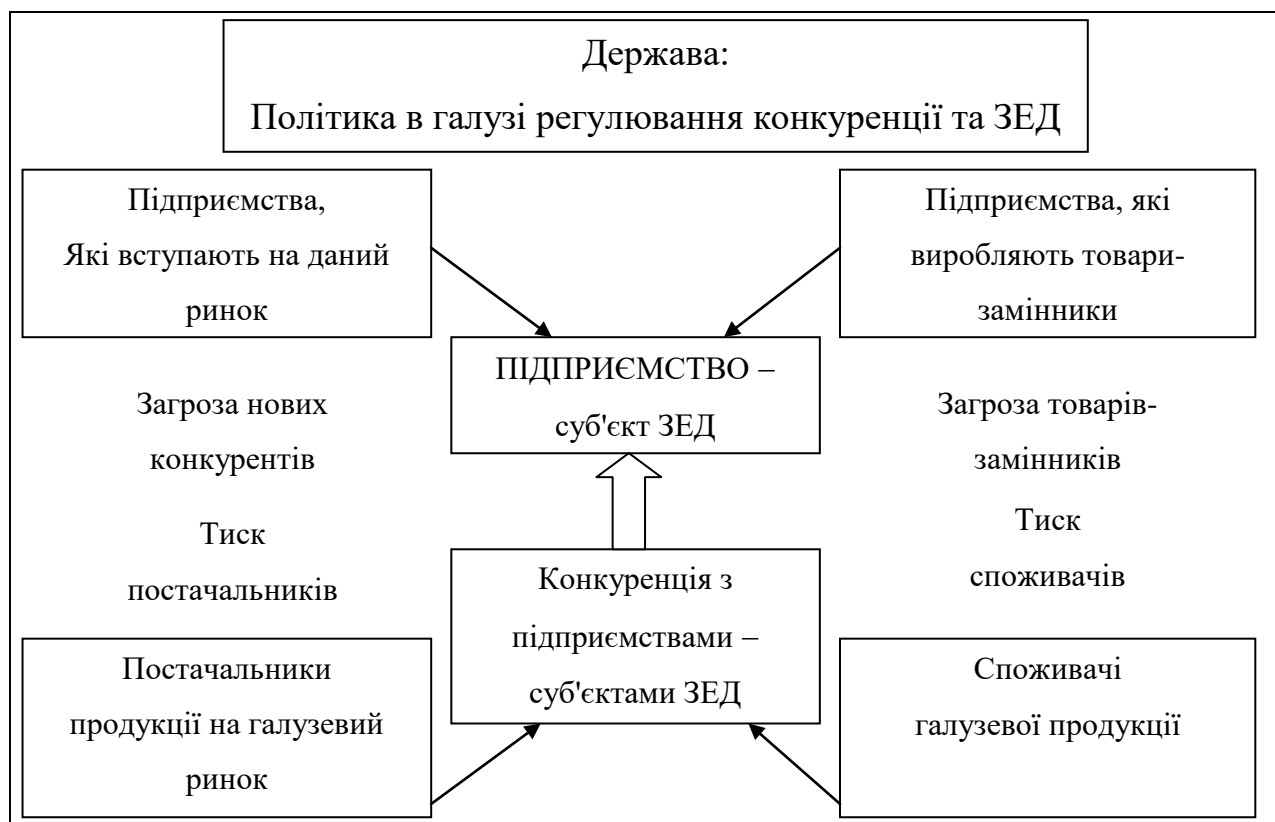 Держава:
Політика в галузі регулювання конкуренції та ЗЕД
Підприємства,
Які вступають на даний
ринок
Підприємства, які
виробляють товари-
замінники
ПІДПРИЄМСТВО –
суб'єкт ЗЕД
Загроза нових
конкурентів
Загроза товарів-
замінників
Тиск
постачальників
Тиск
споживачів
Конкуренція з
підприємствами –
суб'єктами ЗЕД
Постачальники
продукції на галузевий
ринок
Споживачі
галузевої продукції